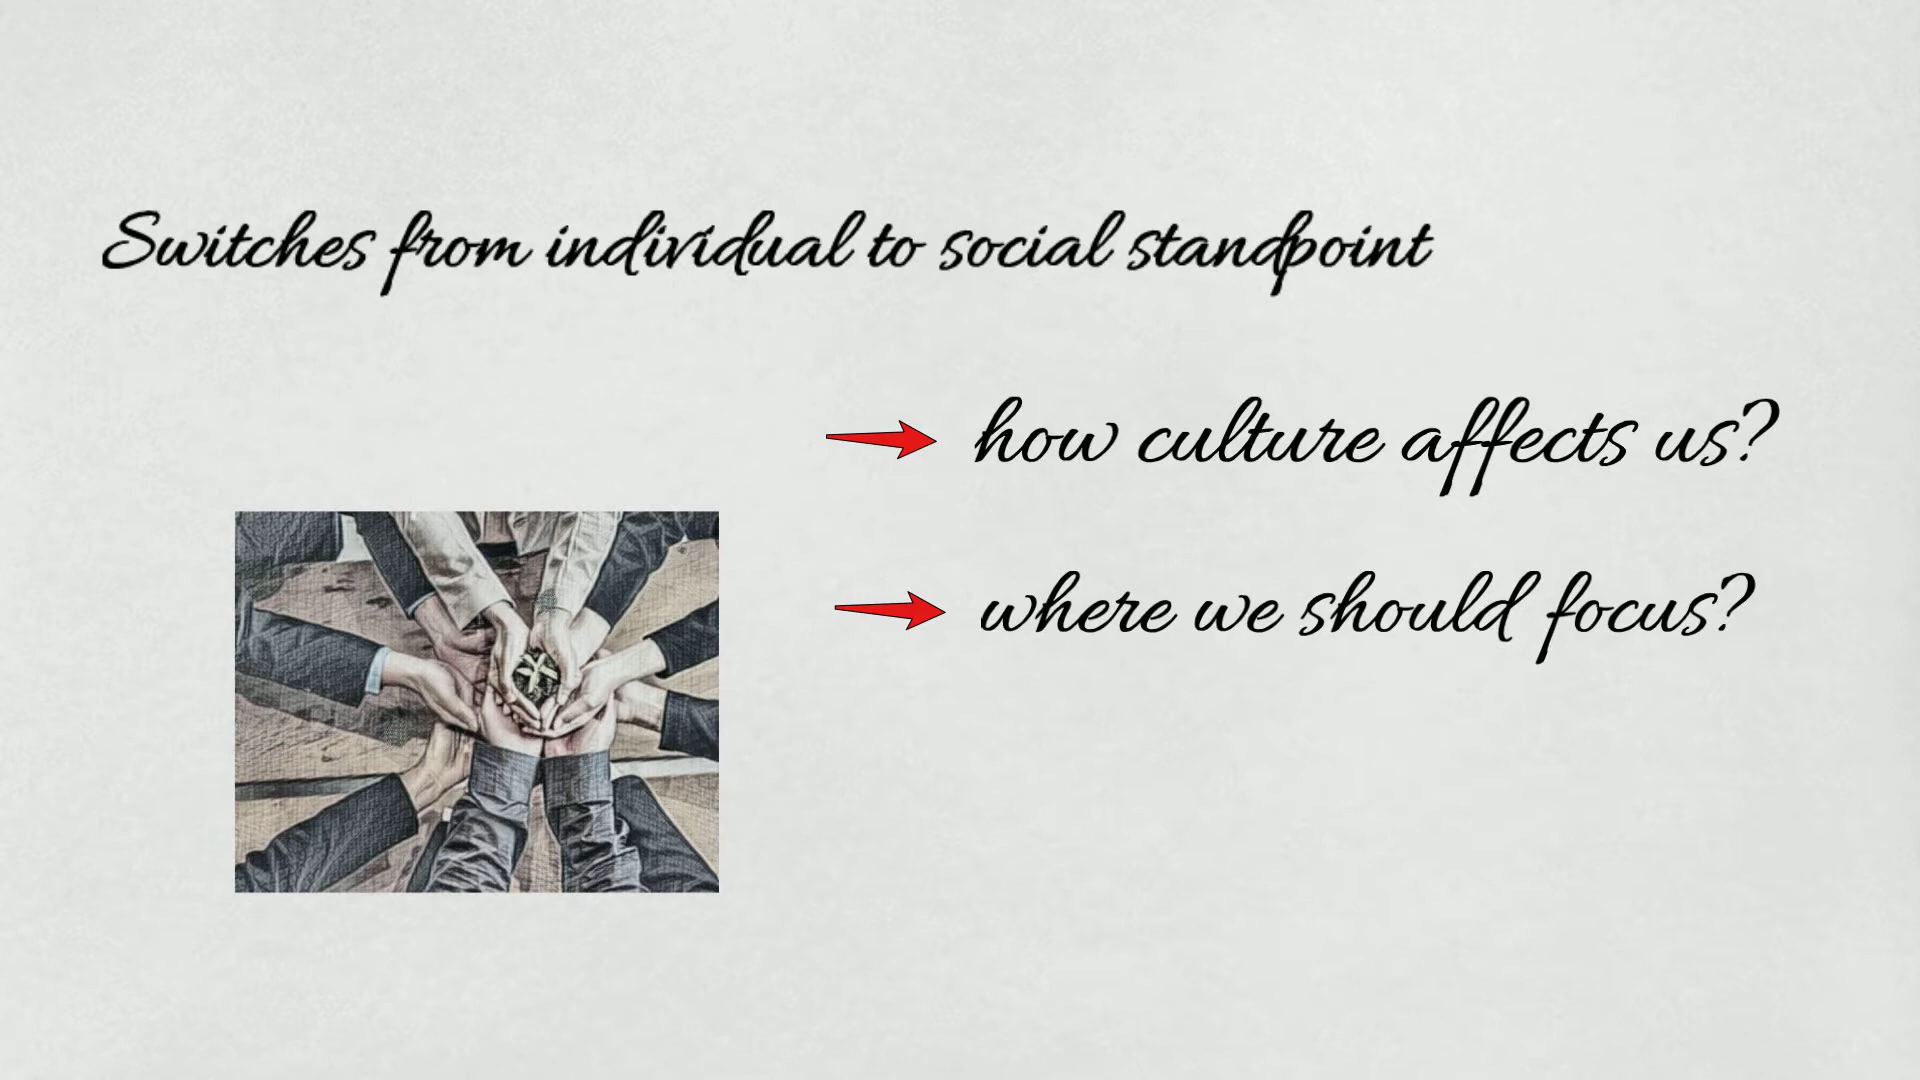 Switches from individual to social standpoint
how culture affects us?
where we should focus?